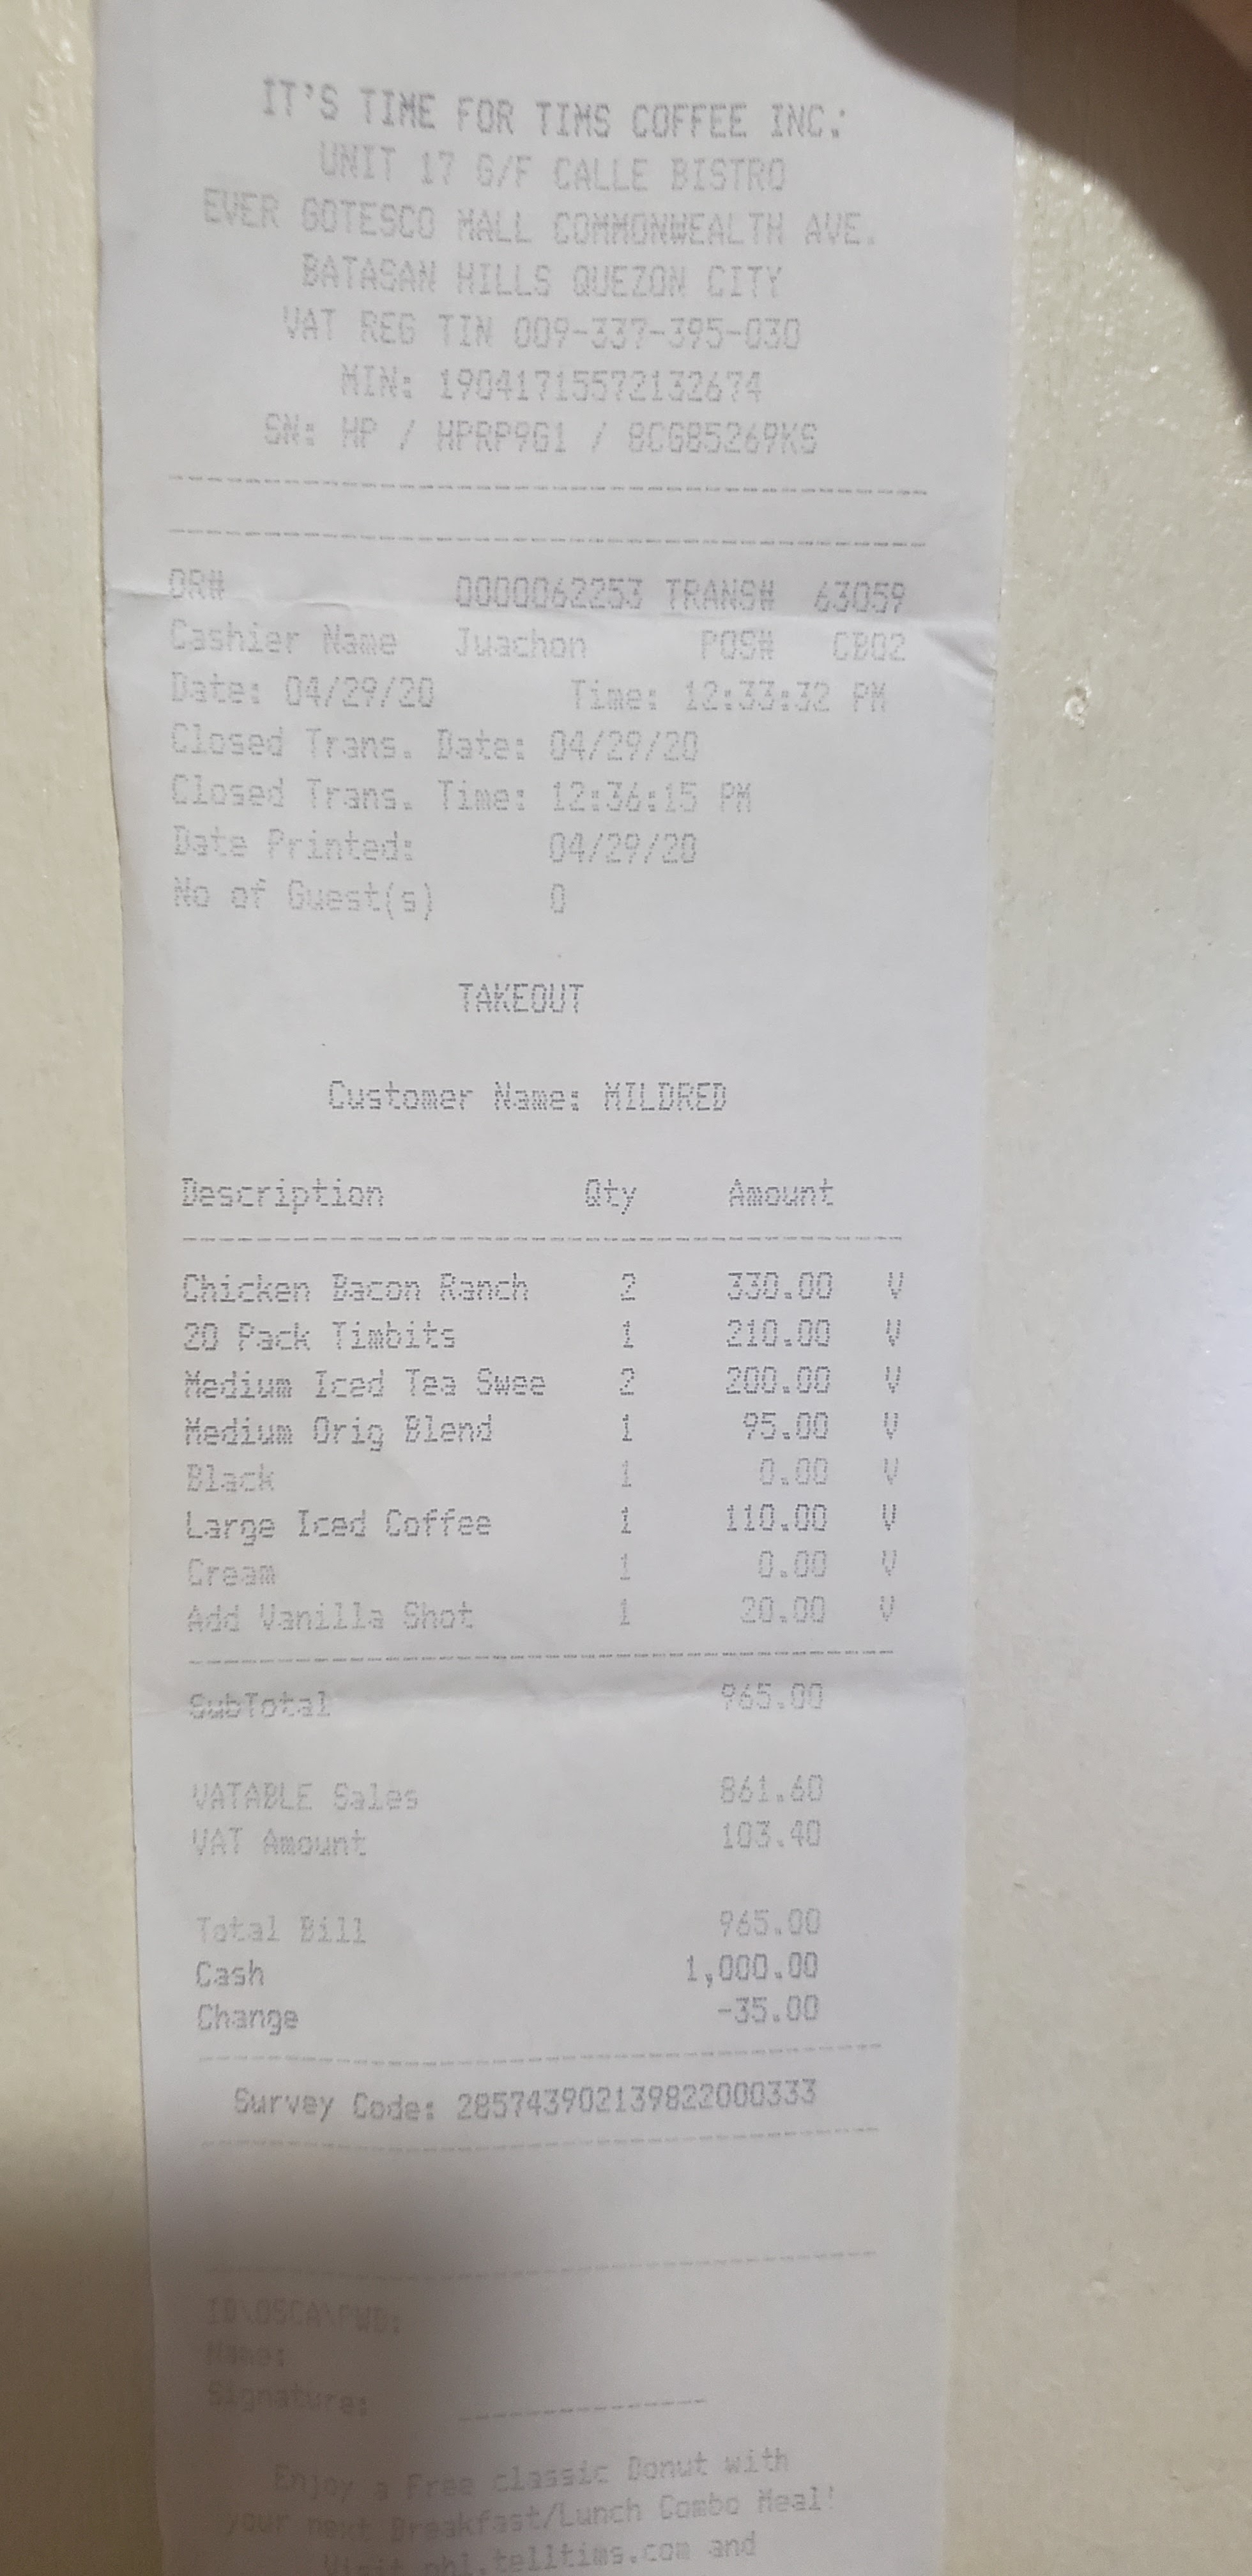 IT'S TIME FOR TIMS COFFEE INC.
UNIT 17 G/F CALLE BISTRO
EVER GOTESCO MALL COMMONWEALTH AVE.
BATASAN HILLS QUEZON CITY
VAT REG TIN 009-337-395-030
MIN: 19041715572132674
SN: HP / HPRP9G1 / 8CG85269KS
OR# 0000062253 TRANS# 63059
Cashier Name Juachon POS# CB02
Date: 04/29/20 Time: 12:33:32 PM
Closed Trans. Date: 04/29/20
Closed Trans. Time: 12:36:15 PM
Date Printed: 04/29/20
No of Guest(s) 0
TAKEOUT
Customer Name: MILDRED
Description Qty Amount
Chicken Bacon Ranch 2 330.00 V
20 Pack Timbits 1 210.00 V
Medium Iced Tea Swee 2 200.00 V
Medium Orig Blend 1 95.00 V
Black 1 0.00 V
Large Iced Coffee 1 110.00 V
Cream 1 0.00 V
Add Vanilla Shot 1 20.00 V
SubTotal 965.00
VATABLE Sales 861.60
VAT Amount 103.40
Total Bill 965.00
Cash 1,000.00
Change -35.00
Survey Code: 285743902139822000333
ID\OSCA\PWD:
Name:
Signature: _____________
Enjoy a Free classic Donut with
your next Breakfast/Lunch Combo Meal!
Visit phl.telltims.com and